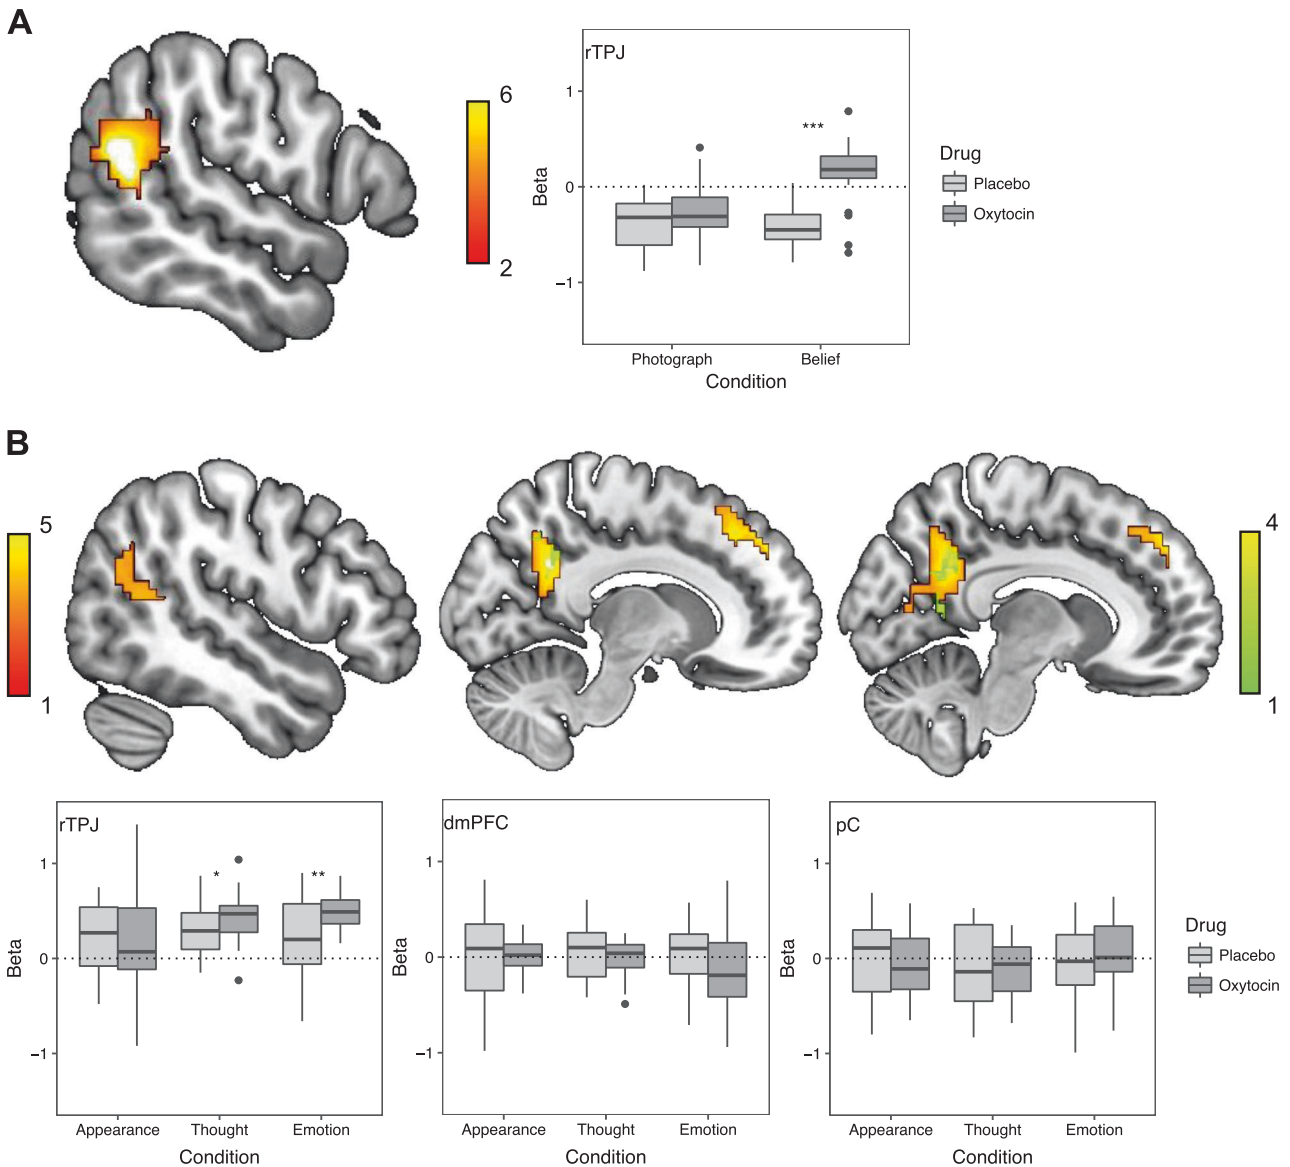 A
6
2
rTPJ
1
0
−1
Beta
***
Photograph
Belief
Condition
Drug
Placebo
Oxytocin
B
5
1
4
1
rTPJ
1
0
−1
Beta
*
**
Appearance
Thought
Emotion
Condition
dmPFC
1
0
−1
Beta
Appearance
Thought
Emotion
Condition
pC
1
0
−1
Beta
Appearance
Thought
Emotion
Condition
Drug
Placebo
Oxytocin